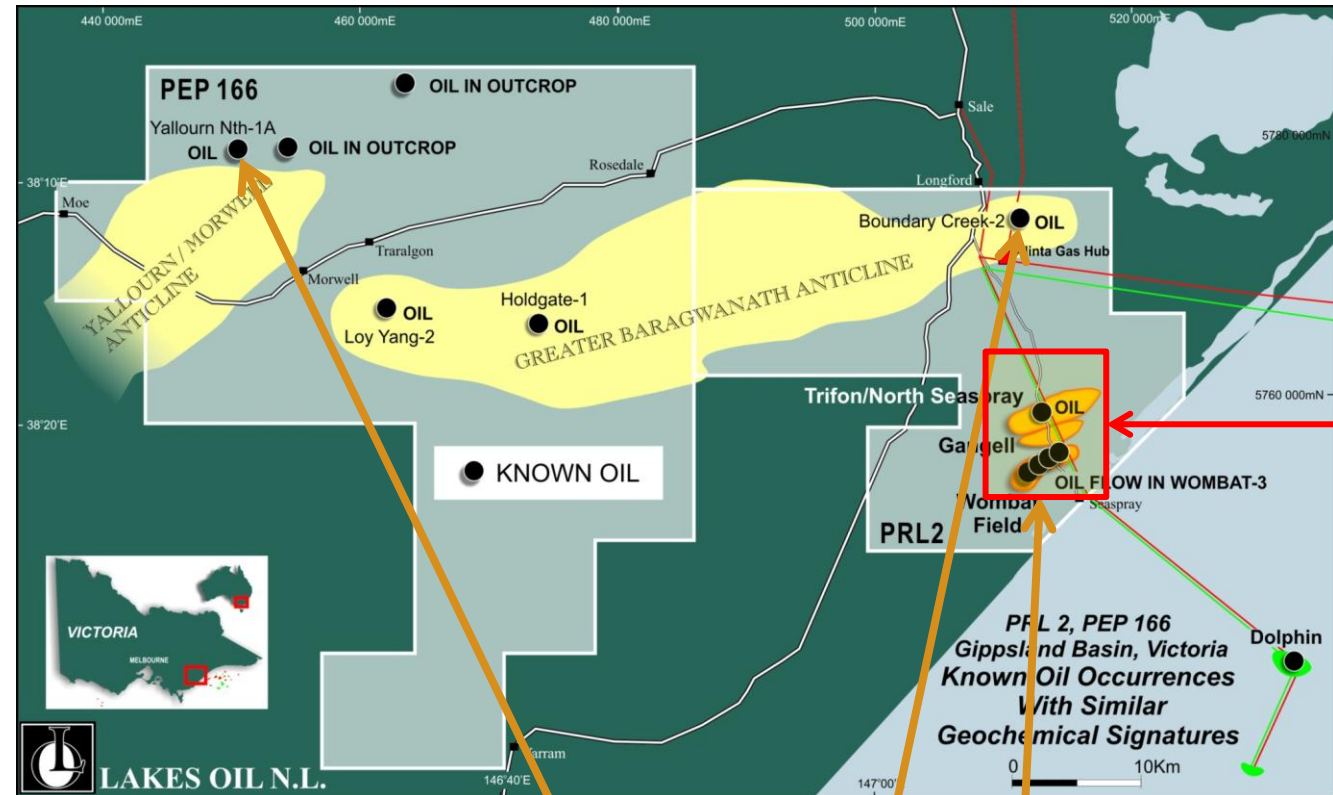 440 000mE
460 000mE
480 000mE
500 000mE
520 000mE
PEP 166
OIL IN OUTCROP
Yallourn Nth-1A
OIL
OIL IN OUTCROP
Sale
5780 000mN
38°10'E
Rosedale
Longford
Moe
Boundary Creek-2
OIL
Traralgon
Morwell
YALLOURN / MORWELL
ANTICLINE
Gas Hub
OIL
Loy Yang-2
Holdgate-1
OIL
GREATER BARAGWANATH ANTICLINE
Trifon/North Seaspray
OIL
5760 000mN
38°20'E
Gangell
KNOWN OIL
OIL FLOW IN WOMBAT-3
Seaspray
Wombat
Field
PRL2
VICTORIA
MELBOURNE
PRL 2, PEP 166
Gippsland Basin, Victoria
Known Oil Occurrences
With Similar
Geochemical Signatures
Dolphin
Yarram
0
10Km
146°40'E
147°00'
LAKES OIL N.L.